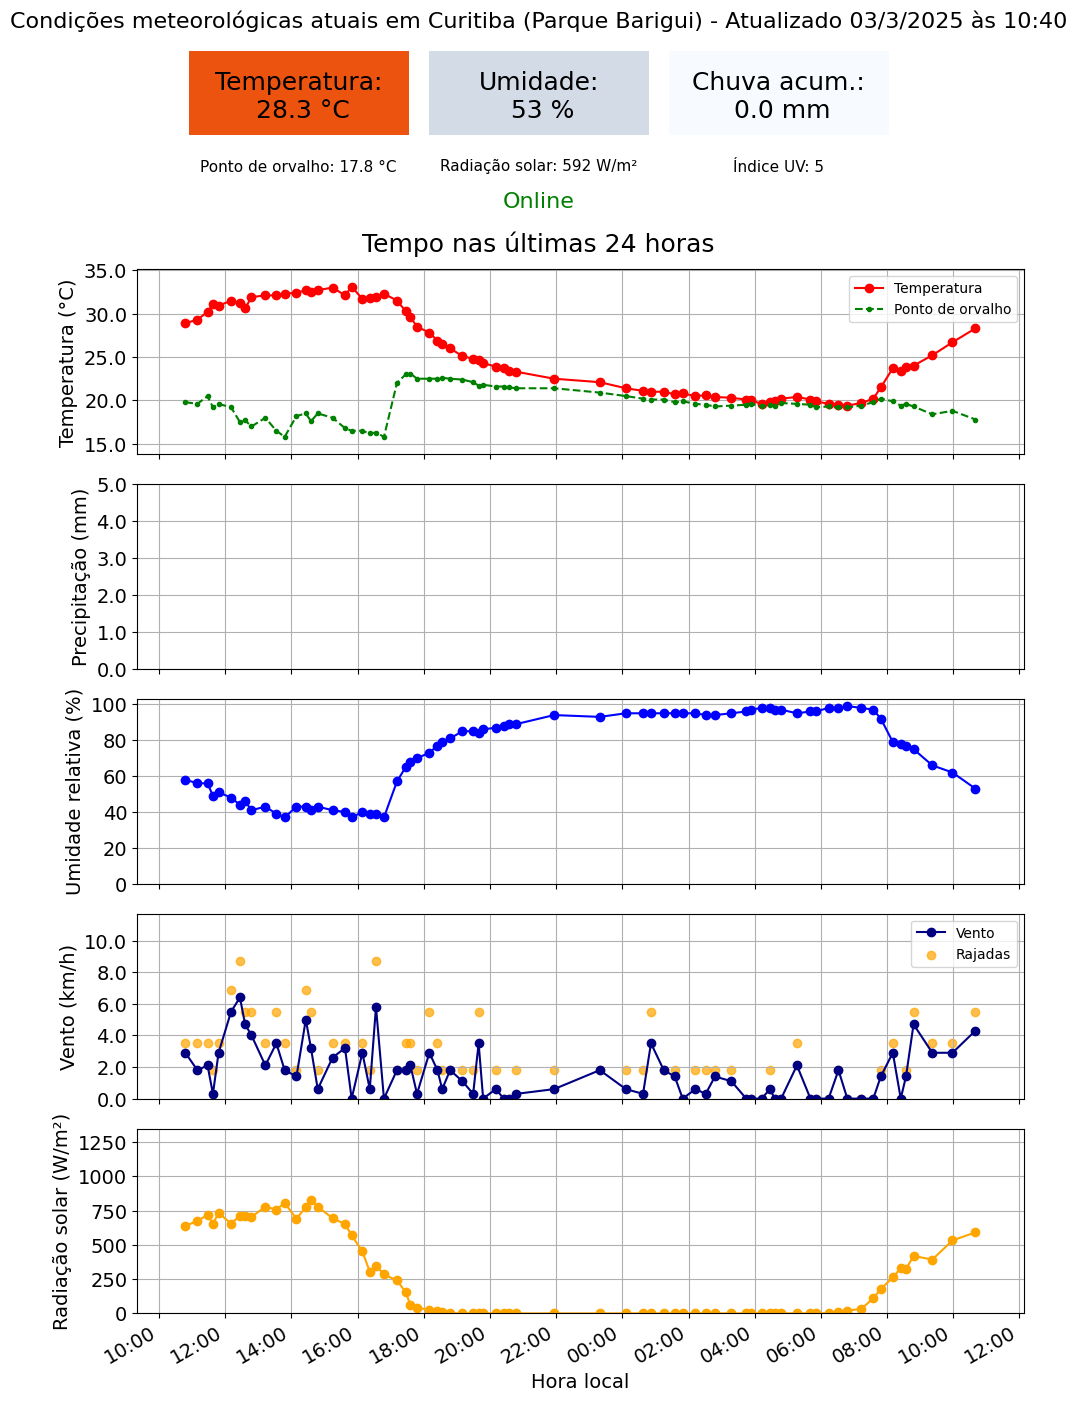 Condições meteorológicas atuais em Curitiba (Parque Barigui) - Atualizado 03/3/2025 às 10:40
Temperatura:
28.3 °C
Umidade:
53 %
Chuva acum.:
0.0 mm
Ponto de orvalho: 17.8 °C
Radiação solar: 592 W/m²
Índice UV: 5
Online
Tempo nas últimas 24 horas
Temperatura (°C)
35.0
30.0
25.0
20.0
15.0
Temperatura
Ponto de orvalho
Precipitação (mm)
5.0
4.0
3.0
2.0
1.0
0.0
Umidade relativa (%)
100
80
60
40
20
0
Vento (km/h)
10.0
8.0
6.0
4.0
2.0
0.0
Vento
Rajadas
Radiação solar (W/m²)
1250
1000
750
500
250
0
10:00 12:00 14:00 16:00 18:00 20:00 22:00 00:00 02:00 04:00 06:00 08:00 10:00 12:00
Hora local